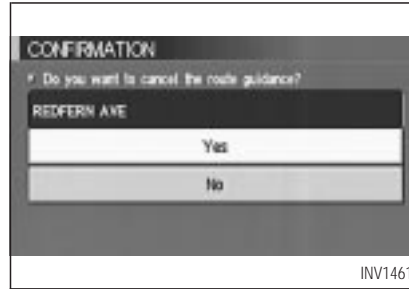 CONFIRMATION
Do you want to cancel the route guidance?
REDFERN AVE
Yes
No
INV1461